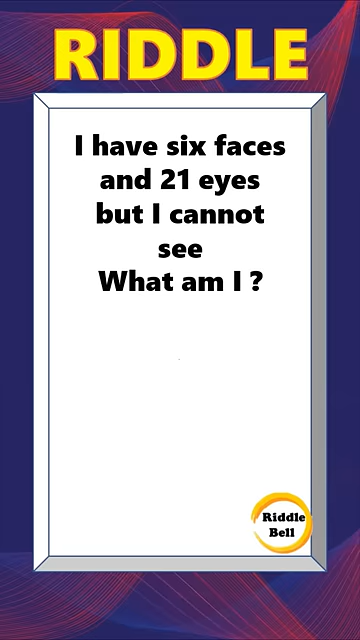 RIDDLE
I have six faces
and 21 eyes
but I cannot
see
What am I ?
Riddle
Bell